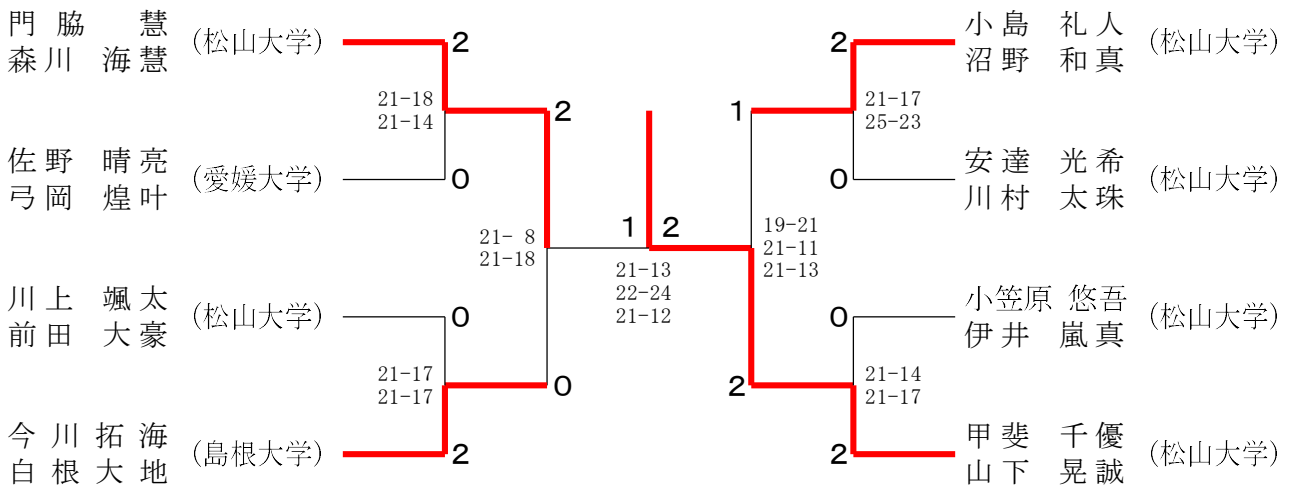 門脇 慧
森川 海慧
(松山大学)
2
21-18
21-14
2
佐野 晴亮
弓岡 煌叶
(愛媛大学)
0
21- 8
21-18
川上 颯太
前田 大豪
(松山大学)
0
21-17
21-17
0
今川拓海
白根大地
(島根大学)
2
1
2
21-13
22-24
21-12
小島 礼人
沼野 和真
(松山大学)
2
21-17
25-23
1
安達 光希
川村 太珠
(松山大学)
0
19-21
21-11
21-13
小笠原 悠吾
伊井 嵐真
(松山大学)
0
21-14
21-17
2
甲斐 千優
山下 晃誠
(松山大学)
2